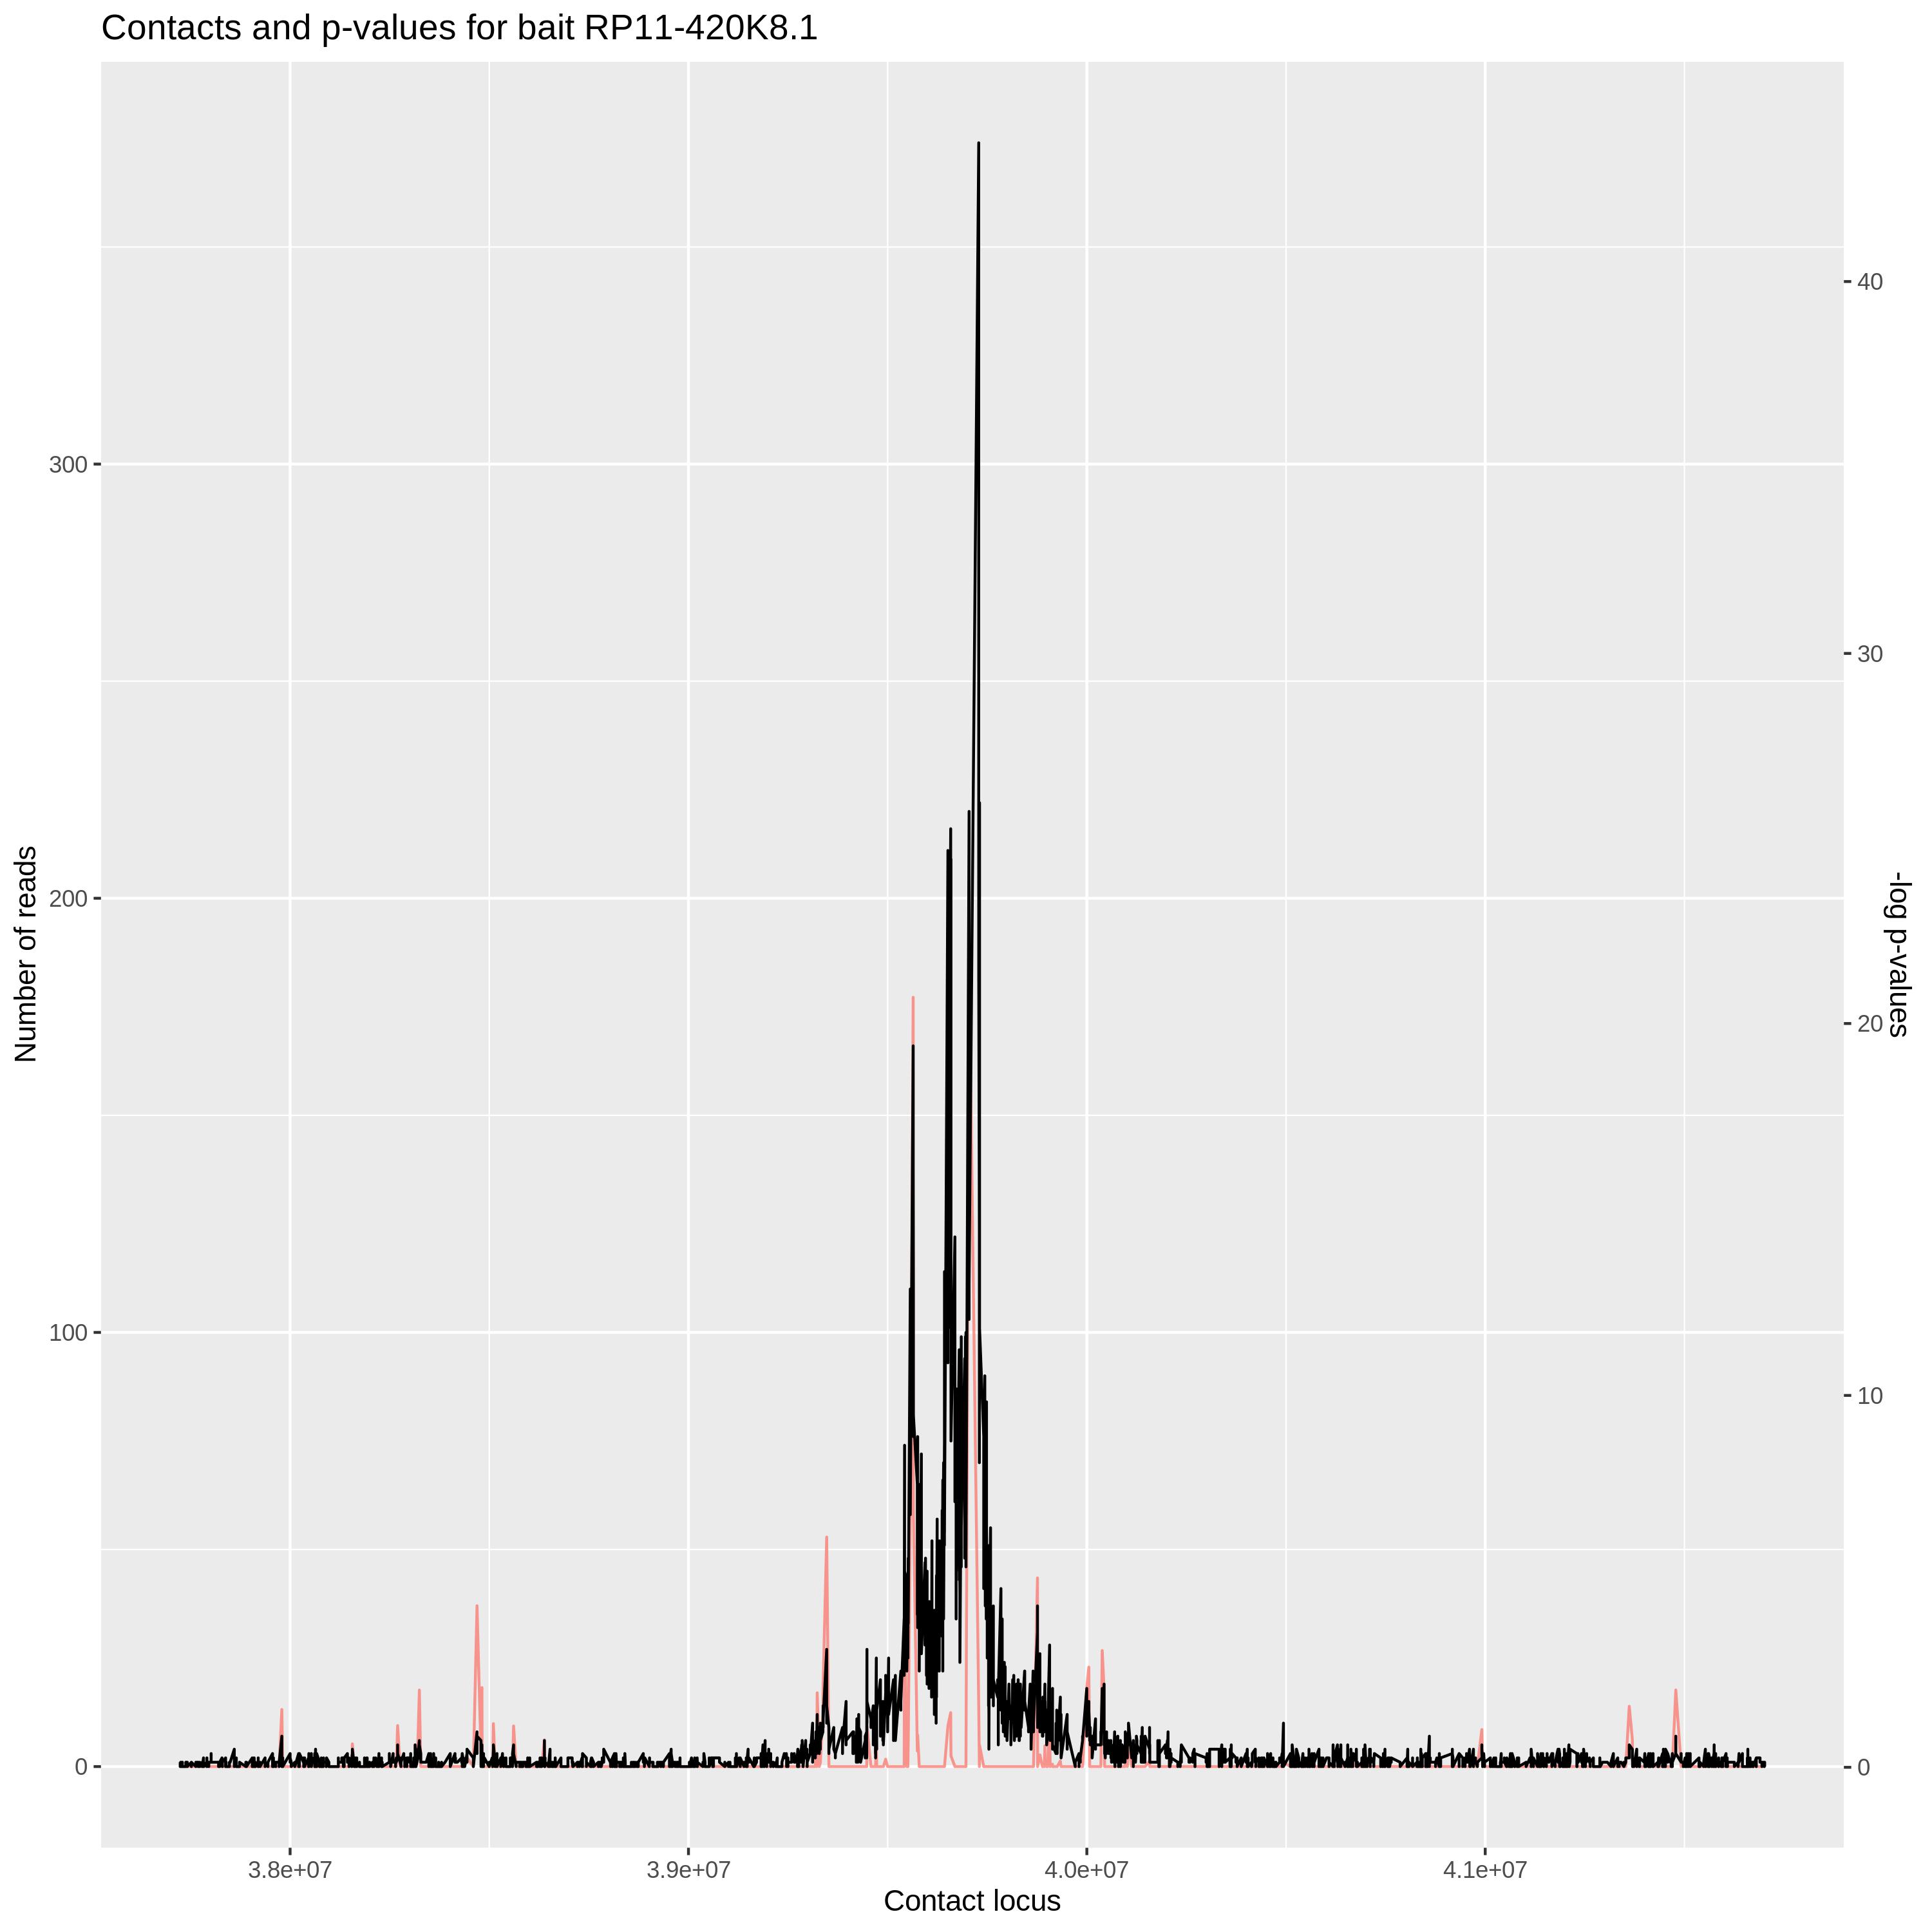 Contacts and p-values for bait RP11-420K8.1
Number of reads
300
200
100
0
40
30
20
10
0
-log p-values
3.8e+07 3.9e+07 4.0e+07 4.1e+07
Contact locus